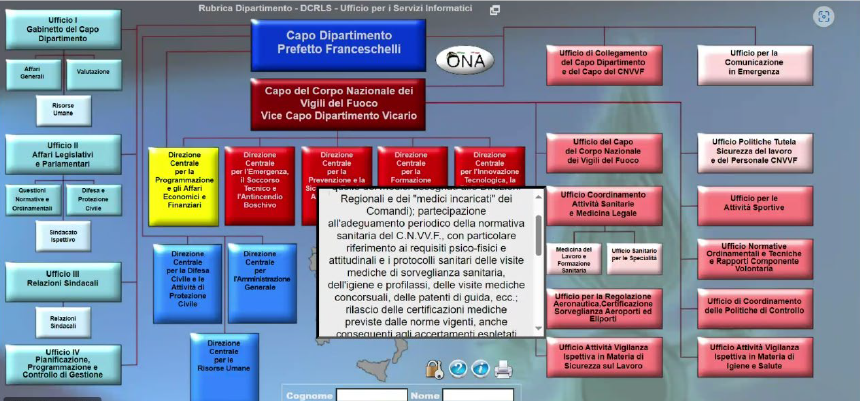 Rubrica Dipartimento - DCRLS - Ufficio per i Servizi Informatici
Ufficio I
Gabinetto del Capo
Dipartimento
Affari
Generali
Valutazione
Risorse
Umane
Ufficio II
Affari Legislativi
e Parlamentari
Questioni
Normative e
Ordinamentali
Difesa e
Protezione
Civile
Sindacato
Ispettivo
Ufficio III
Relazioni Sindacali
Relazioni
Sindacali
Ufficio IV
Pianificazione,
Programmazione e
Controllo di Gestione
Capo Dipartimento
Prefetto Franceschelli
ONA
Capo del Corpo Nazionale dei
Vigili del Fuoco
Vice Capo Dipartimento Vicario
Direzione
Centrale
per la
Programmazione
e gli Affari
Economici e
Finanziari
Direzione
Centrale
per l'Emergenza,
il Soccorso
Tecnico e
l'Antincendio
Boschivo
Direzione
Centrale
per la
Prevenzione e la
Direzione
Centrale
per la
Formazione
Direzione
Centrale
per l'Innovazione
Tecnologica, la
Direzione
Centrale
per la Difesa
Civile e le
Attività di
Protezione
Civile
Direzione
Centrale
per
l'Amministrazione
Generale
Direzione
Centrale
per le
Risorse Umane
Regionali e dei "medici incaricati" dei
Comandi); partecipazione
all'adeguamento periodico della normativa
sanitaria del C.N.VV.F., con particolare
riferimento ai requisiti psico-fisici e
attitudinali e i protocolli sanitari delle visite
mediche di sorveglianza sanitaria,
dell'igiene e profilassi, delle visite mediche
concorsuali, delle patenti di guida, ecc.;
rilascio delle certificazioni mediche
previste dalle norme vigenti, anche
conseguenti agli accertamenti espletati
Ufficio di Collegamento
del Capo Dipartimento
e del Capo del CNVVF
Ufficio per la
Comunicazione
in Emergenza
Ufficio del Capo
del Corpo Nazionale
dei Vigili del Fuoco
Ufficio Politiche Tutela
Sicurezza del lavoro
e del Personale CNVVF
Ufficio Coordinamento
Attività Sanitarie
e Medicina Legale
Ufficio per le
Attività Sportive
Medicina del
Lavoro e
Formazione
Sanitaria
Ufficio Sanitario
per le Specialità
Ufficio Normative
Ordinamentali e Tecniche
e Rapporti Componente
Volontaria
Ufficio per la Regolazione
Aeronautica,Certificazione
Sorveglianza Aeroporti ed
Eliporti
Ufficio di Coordinamento
delle Politiche di Controllo
Ufficio Attività Vigilanza
Ispettiva in Materia di
Sicurezza sul Lavoro
Ufficio Attività Vigilanza
Ispettiva in Materia di
Igiene e Salute
Cognome
Nome